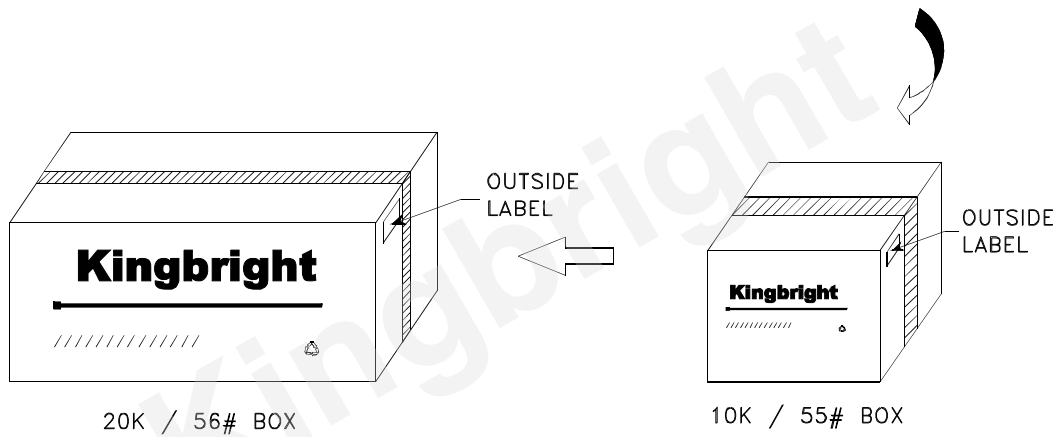 OUTSIDE
LABEL
Kingbright
20K / 56# BOX
OUTSIDE
LABEL
Kingbright
10K / 55# BOX
Kingbright